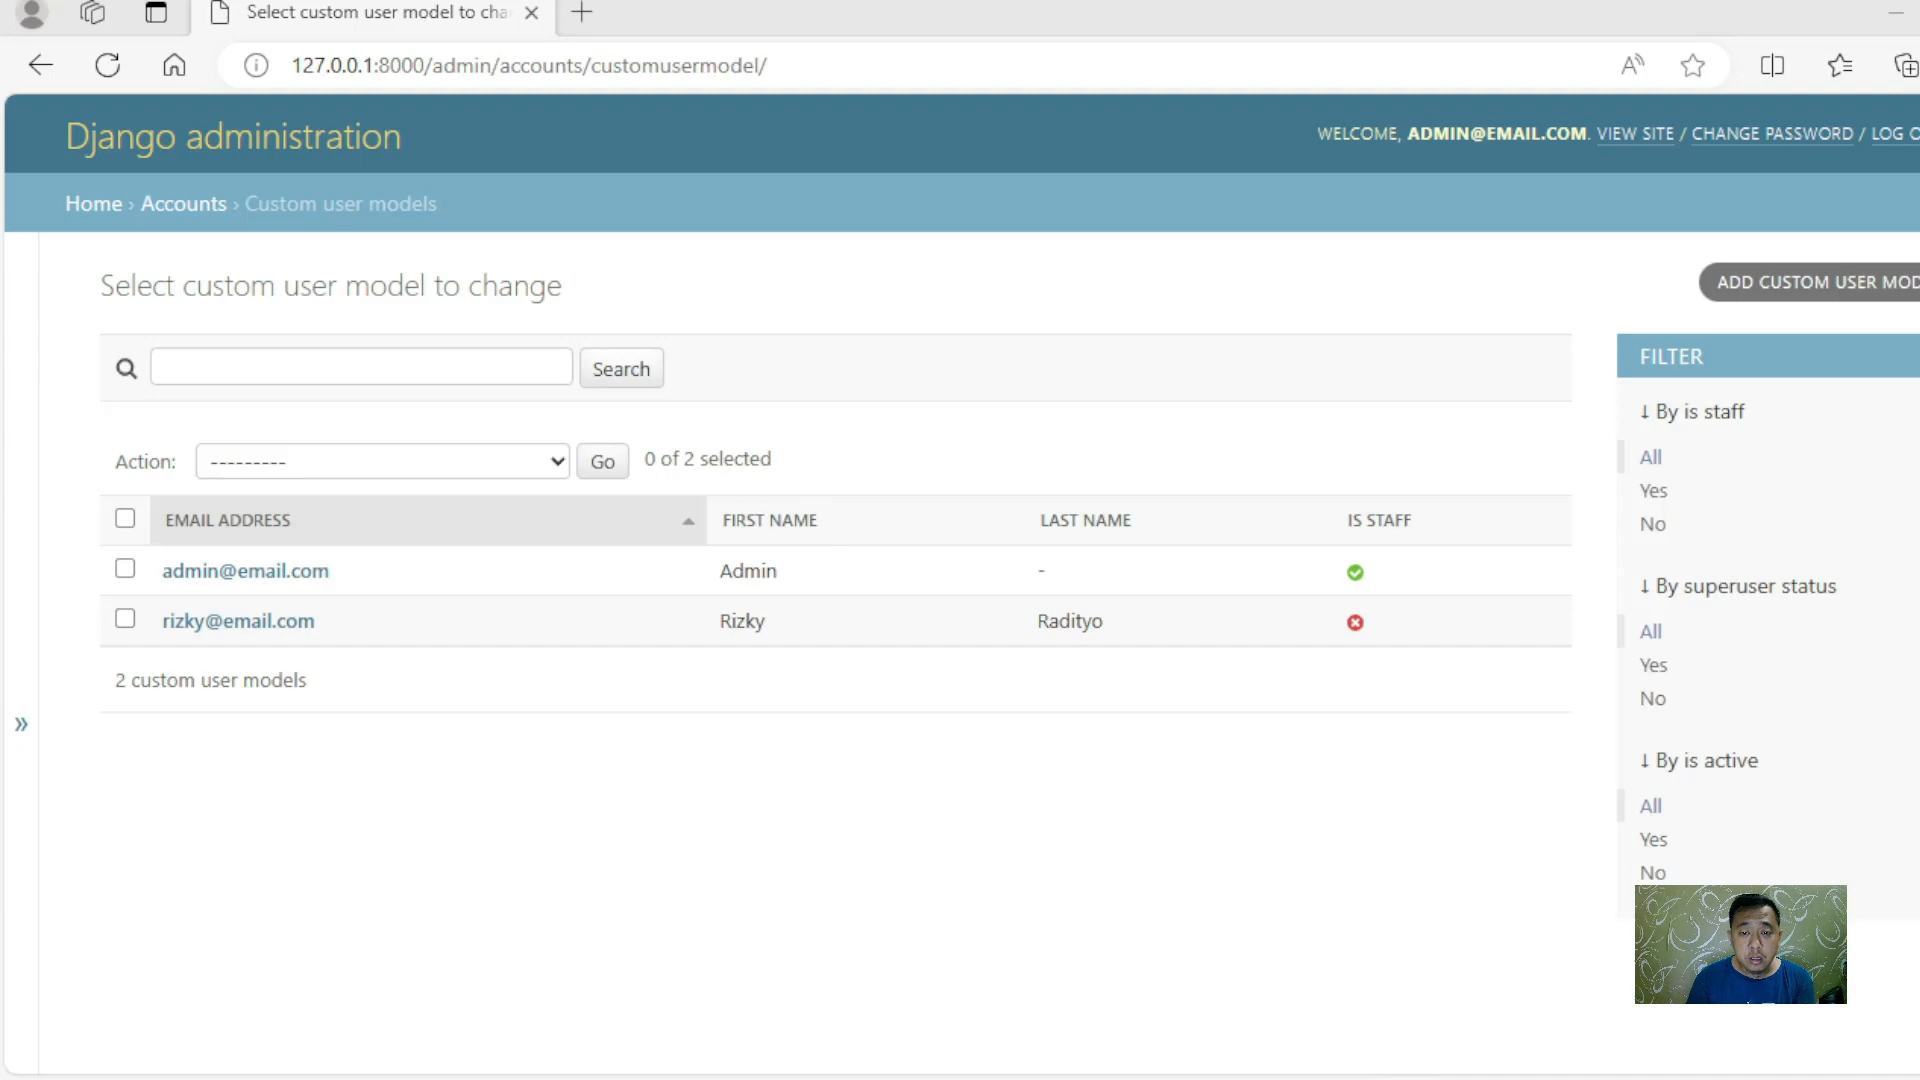 Select custom user model to cha
127.0.0.1:8000/admin/accounts/customusermodel/
Django administration
WELCOME, ADMIN@EMAIL.COM. VIEW SITE / CHANGE PASSWORD / LOG O
Home › Accounts › Custom user models
Select custom user model to change
ADD CUSTOM USER MOD
Search
Action: --------- Go 0 of 2 selected
EMAIL ADDRESS FIRST NAME LAST NAME IS STAFF
admin@email.com Admin -
rizky@email.com Rizky Radityo
2 custom user models
»
FILTER
↓ By is staff
All
Yes
No
↓ By superuser status
All
Yes
No
↓ By is active
All
Yes
No